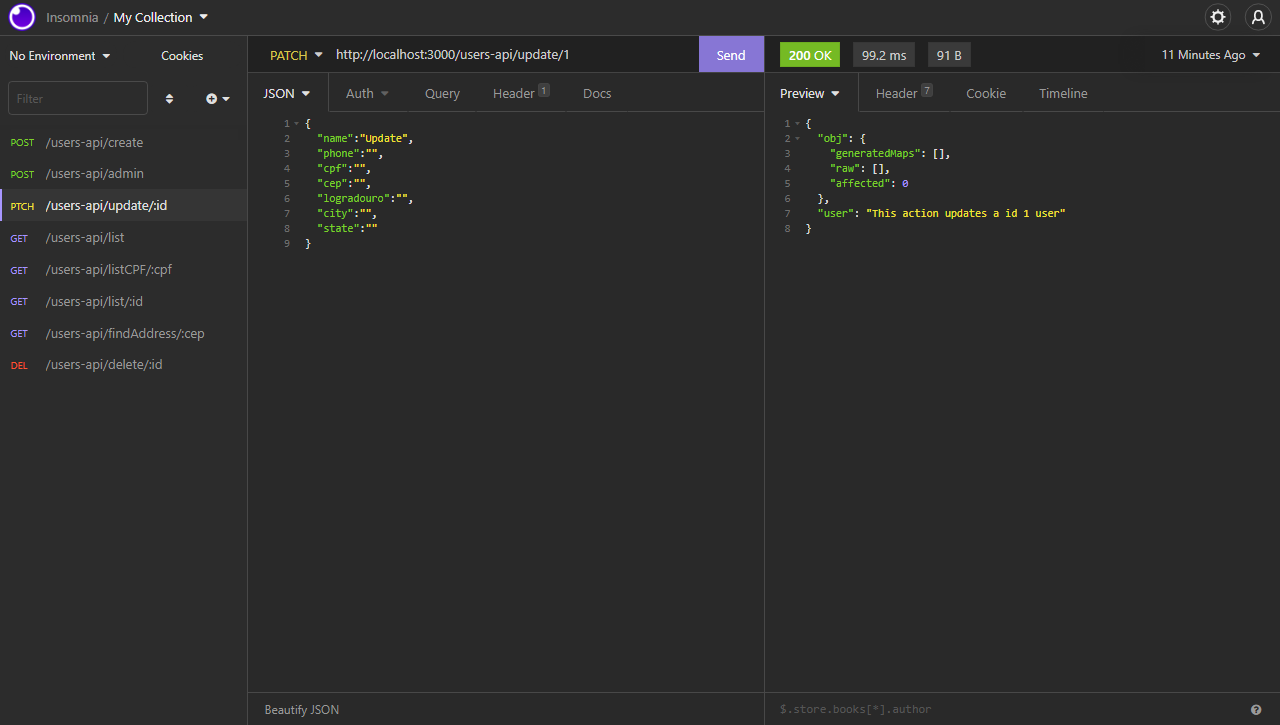 Insomnia / My Collection
No Environment
Cookies
Filter
POST /users-api/create
POST /users-api/admin
PTCH /users-api/update/:id
GET /users-api/list
GET /users-api/listCPF/:cpf
GET /users-api/list/:id
GET /users-api/findAddress/:cep
DEL /users-api/delete/:id
PATCH http://localhost:3000/users-api/update/1 Send
JSON Auth Query Header 1 Docs
1 {
2 "name":"Update",
3 "phone":"",
4 "cpf":"",
5 "cep":"",
6 "logradouro":"",
7 "city":"",
8 "state":""
9 }
Beautify JSON
200 OK 99.2 ms 91 B 11 Minutes Ago
Preview Header 7 Cookie Timeline
1 {
2 "obj": {
3 "generatedMaps": [],
4 "raw": [],
5 "affected": 0
6 },
7 "user": "This action updates a id 1 user"
8 }
$.store.books[*].author
?